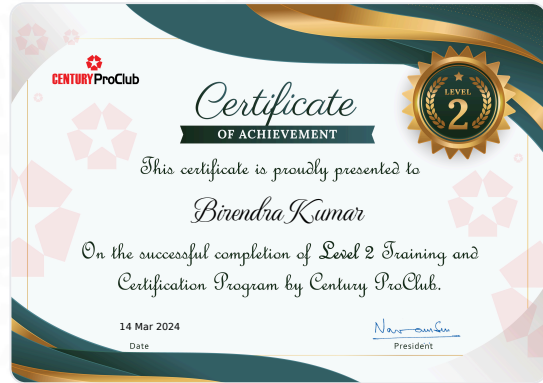 CENTURY ProClub
LEVEL
2
Certificate
OF ACHIEVEMENT
This certificate is proudly presented to
Birendra Kumar
On the successful completion of Level 2 Training and
Certification Program by Century ProClub.
14 Mar 2024
Date
President